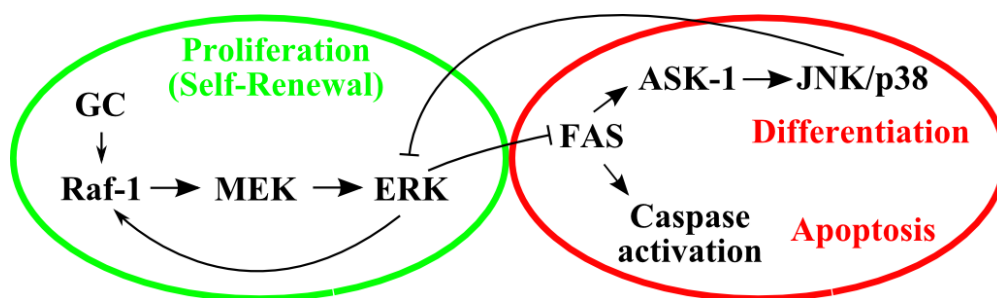 Proliferation
(Self-Renewal)
GC
Raf-1
MEK
ERK
FAS
ASK-1
JNK/p38
Differentiation
Caspase
activation
Apoptosis